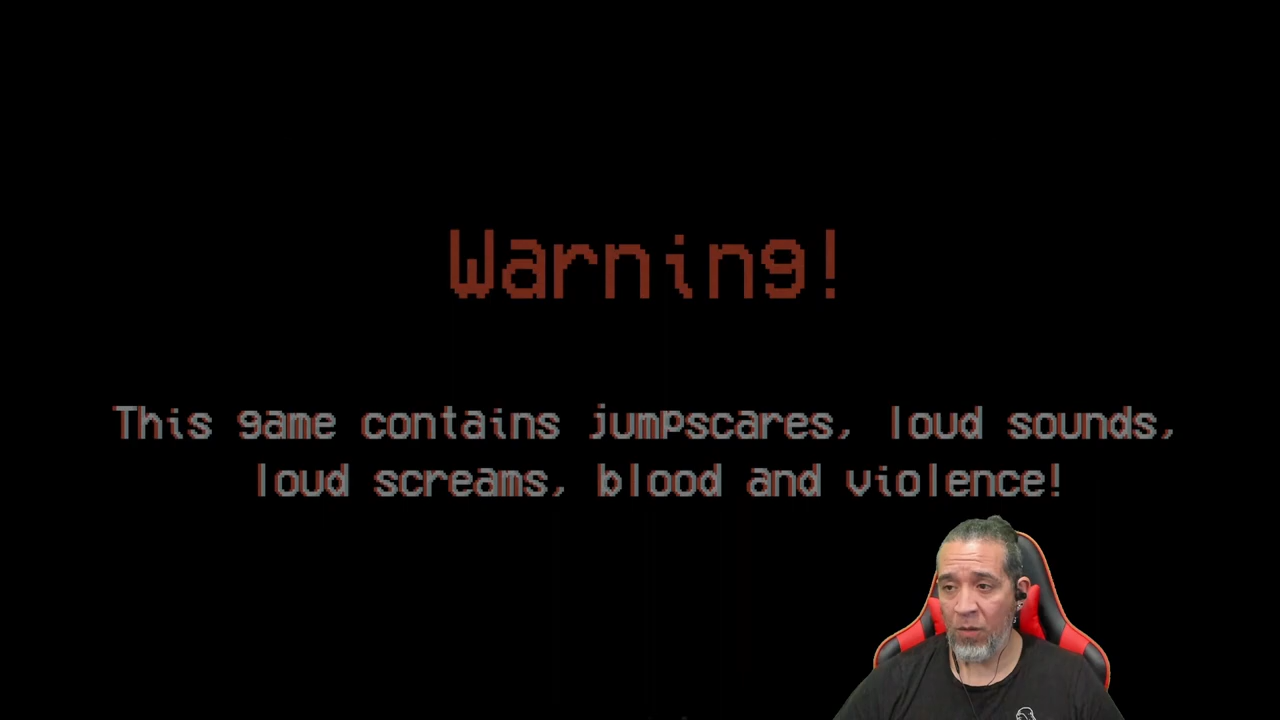 Warning!
This game contains jumpscares, loud sounds,
loud screams, blood and violence!